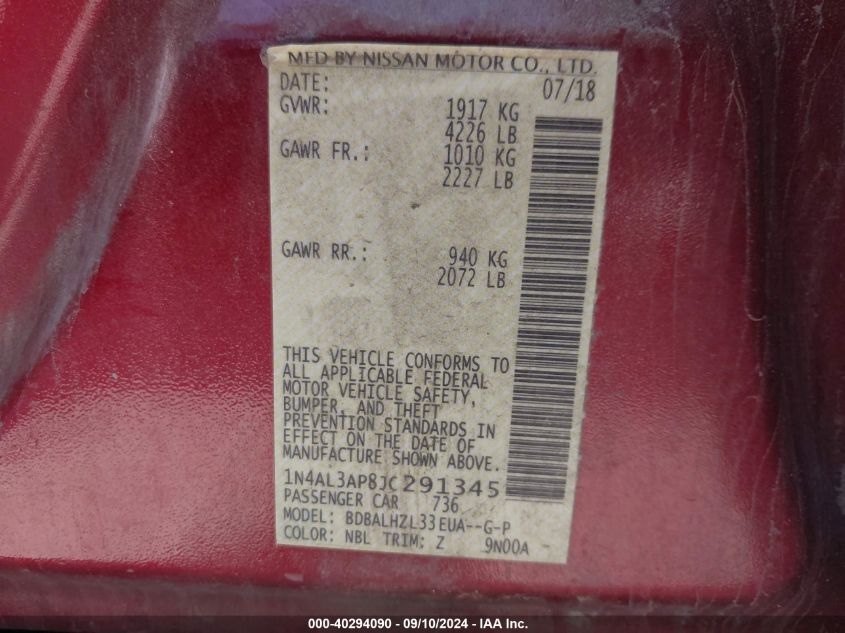 MFD BY NISSAN MOTOR CO., LTD.
DATE: 07/18
GVWR: 1917 KG
4226 LB
GAWR FR.: 1010 KG
2227 LB
GAWR RR.: 940 KG
2072 LB
THIS VEHICLE CONFORMS TO
ALL APPLICABLE FEDERAL
MOTOR VEHICLE SAFETY,
BUMPER, AND THEFT
PREVENTION STANDARDS IN
EFFECT ON THE DATE OF
MANUFACTURE SHOWN ABOVE.
1N4AL3AP8JC291345
PASSENGER CAR 736
MODEL: BDBALHZL33EUA--G-P
COLOR: NBL TRIM: Z 9N00A
000-40294090 - 09/10/2024 - IAA Inc.